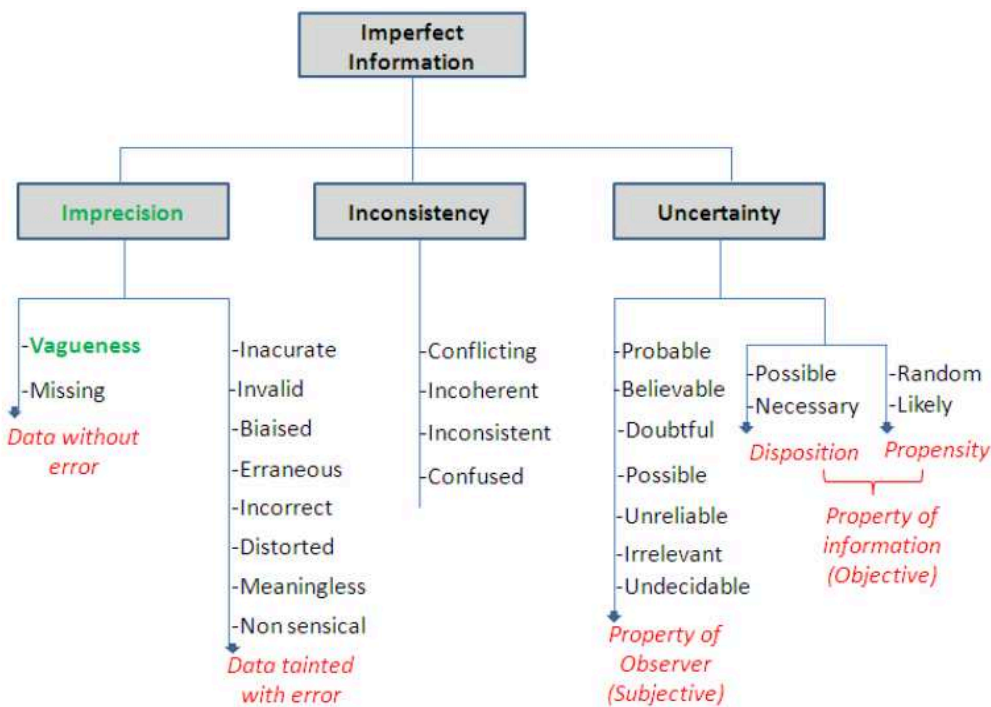 Imperfect
Information
Imprecision
Inconsistency
Uncertainty
-Vagueness
-Missing
Data without
error
-Inacurate
-Invalid
-Biaised
-Erraneous
-Incorrect
-Distorted
-Meaningless
-Non sensical
Data tainted
with error
-Conflicting
-Incoherent
-Inconsistent
-Confused
-Probable
-Believable
-Doubtful
-Possible
-Unreliable
-Irrelevant
-Undecidable
Property of
Observer
(Subjective)
-Possible
-Necessary
Disposition
-Random
-Likely
Propensity
Property of
information
(Objective)